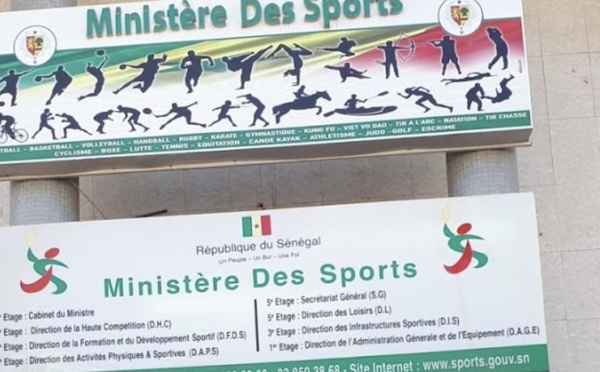 Ministère Des Sports
BASKETBALL - VOLLEYBALL - HANDBALL - RUGBY - KARATE - GYMNASTIQUE - KUNG FU - VIET VO DAO - TIR A L'ARC - NATATION - TIR CHASSE
CYCLISME - BOXE - LUTTE - TENNIS - EQUITATION - CANOE KAYAK - ATHLETISME - JUDO - GOLF - ESCRIME
République du Sénégal
Un Peuple - Un But - Une Foi
Ministère Des Sports
Etage : Cabinet du Ministre
Etage : Direction de la Haute Competition (D.H.C)
Etage : Direction de la Formation et du Développement Sportif (D.F.D.S)
Etage : Direction des Activités Physiques & Sportives (D.A.P.S)
5e Etage : Secrétariat Général (S.G)
5e Etage : Direction des Loisirs (D.L)
3e Etage : Direction des Infrastructures Sportives (D.I.S)
1er Etage : Direction de l'Administration Génerale et de l'Equipement (D.A.G.E)
- Site Internet : www.sports.gouv.sn